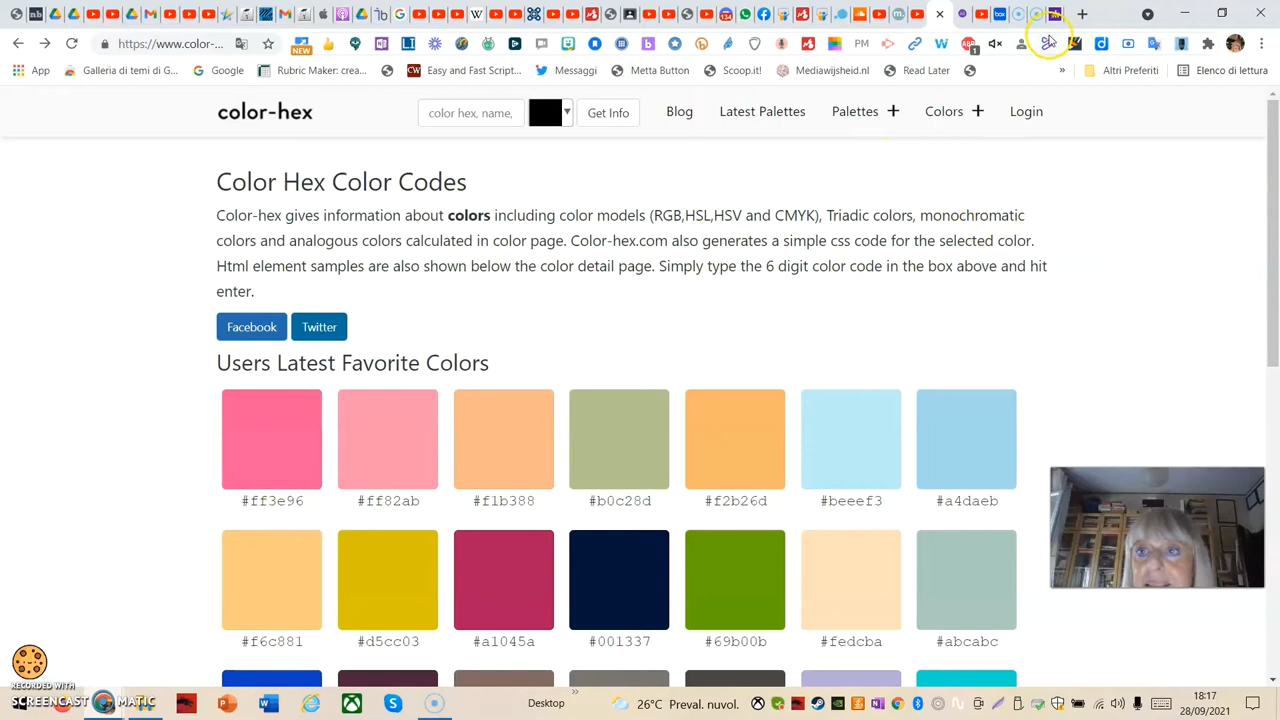 https://www.color-...
NEW
LI
PM
1
134
box
App
Galleria di temi di G...
Google
Rubric Maker: crea...
CW
Easy and Fast Script...
Messaggi
Metta Button
Scoop.it!
Mediawijsheid.nl
Read Later
»
Altri Preferiti
Elenco di lettura
color-hex
color hex, name,
Get Info
Blog
Latest Palettes
Palettes +
Colors +
Login
Color Hex Color Codes
Color-hex gives information about colors including color models (RGB,HSL,HSV and CMYK), Triadic colors, monochromatic
colors and analogous colors calculated in color page. Color-hex.com also generates a simple css code for the selected color.
Html element samples are also shown below the color detail page. Simply type the 6 digit color code in the box above and hit
enter.
Facebook
Twitter
Users Latest Favorite Colors
#ff3e96 #ff82ab #f1b388 #b0c28d #f2b26d #beeef3 #a4daeb
#f6c881 #d5cc03 #a1045a #001337 #69b00b #fedcba #abcabc
RECORDED WITH
SCREENCAST MATIC
Desktop
26°C Preval. nuvol.
18:17
28/09/2021